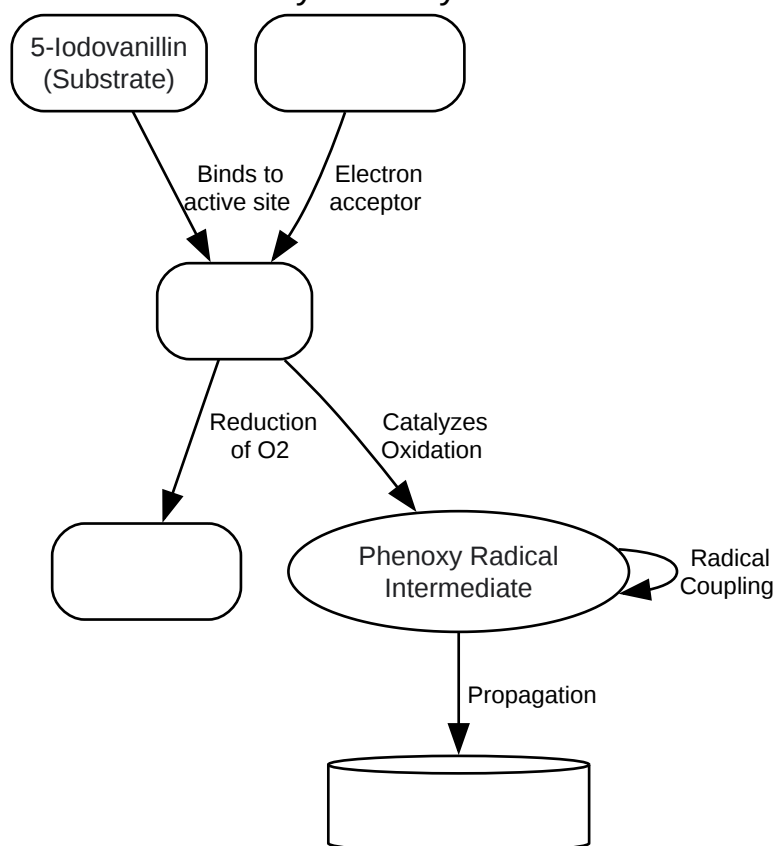 5-Iodovanillin
(Substrate)
Binds to
active site
Electron
acceptor
Reduction
of O2
Catalyzes
Oxidation
Phenoxy Radical
Intermediate
Radical
Coupling
Propagation